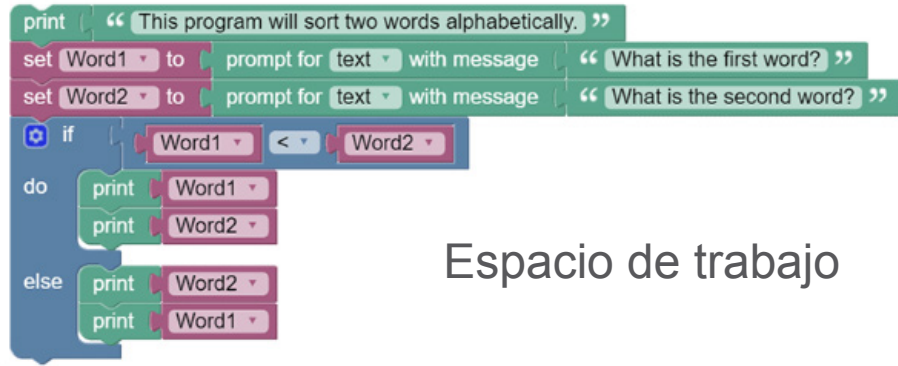 print “ This program will sort two words alphabetically. ”
set Word1 to prompt for text with message “ What is the first word? ”
set Word2 to prompt for text with message “ What is the second word? ”
if Word1 < Word2
do print Word1
print Word2
Espacio de trabajo
else print Word2
print Word1